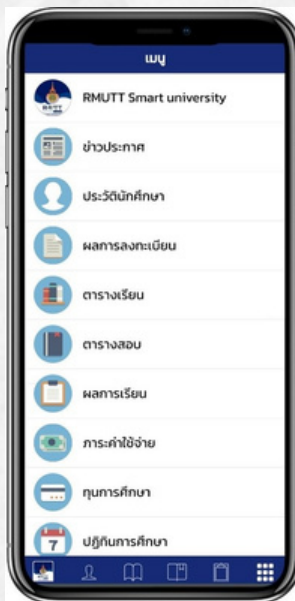 เมนู
RMUTT Smart university
ข่าวประกาศ
ประวัตินักศึกษา
ผลการลงทะเบียน
ตารางเรียน
ตารางสอบ
ผลการเรียน
ภาระค่าใช้จ่าย
ทุนการศึกษา
7
ปฏิทินการศึกษา